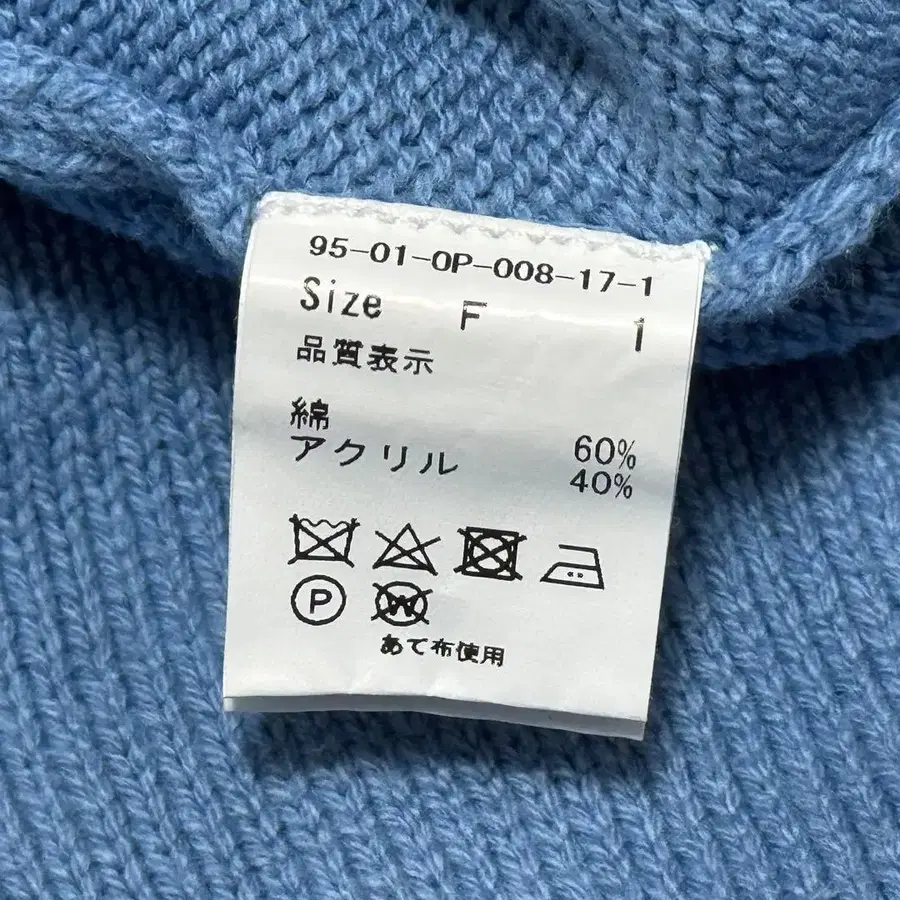 95-01-OP-008-17-1
Size F 1
品質表示
綿 60%
アクリル 40%
P W
あて布使用